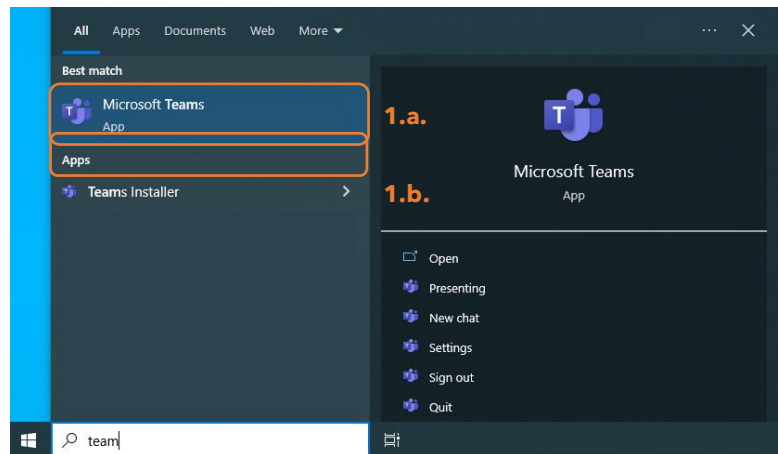 All Apps Documents Web More
Best match
Microsoft Teams
App
1.a.
Apps
Teams Installer
1.b.
Microsoft Teams
App
Open
Presenting
New chat
Settings
Sign out
Quit
team